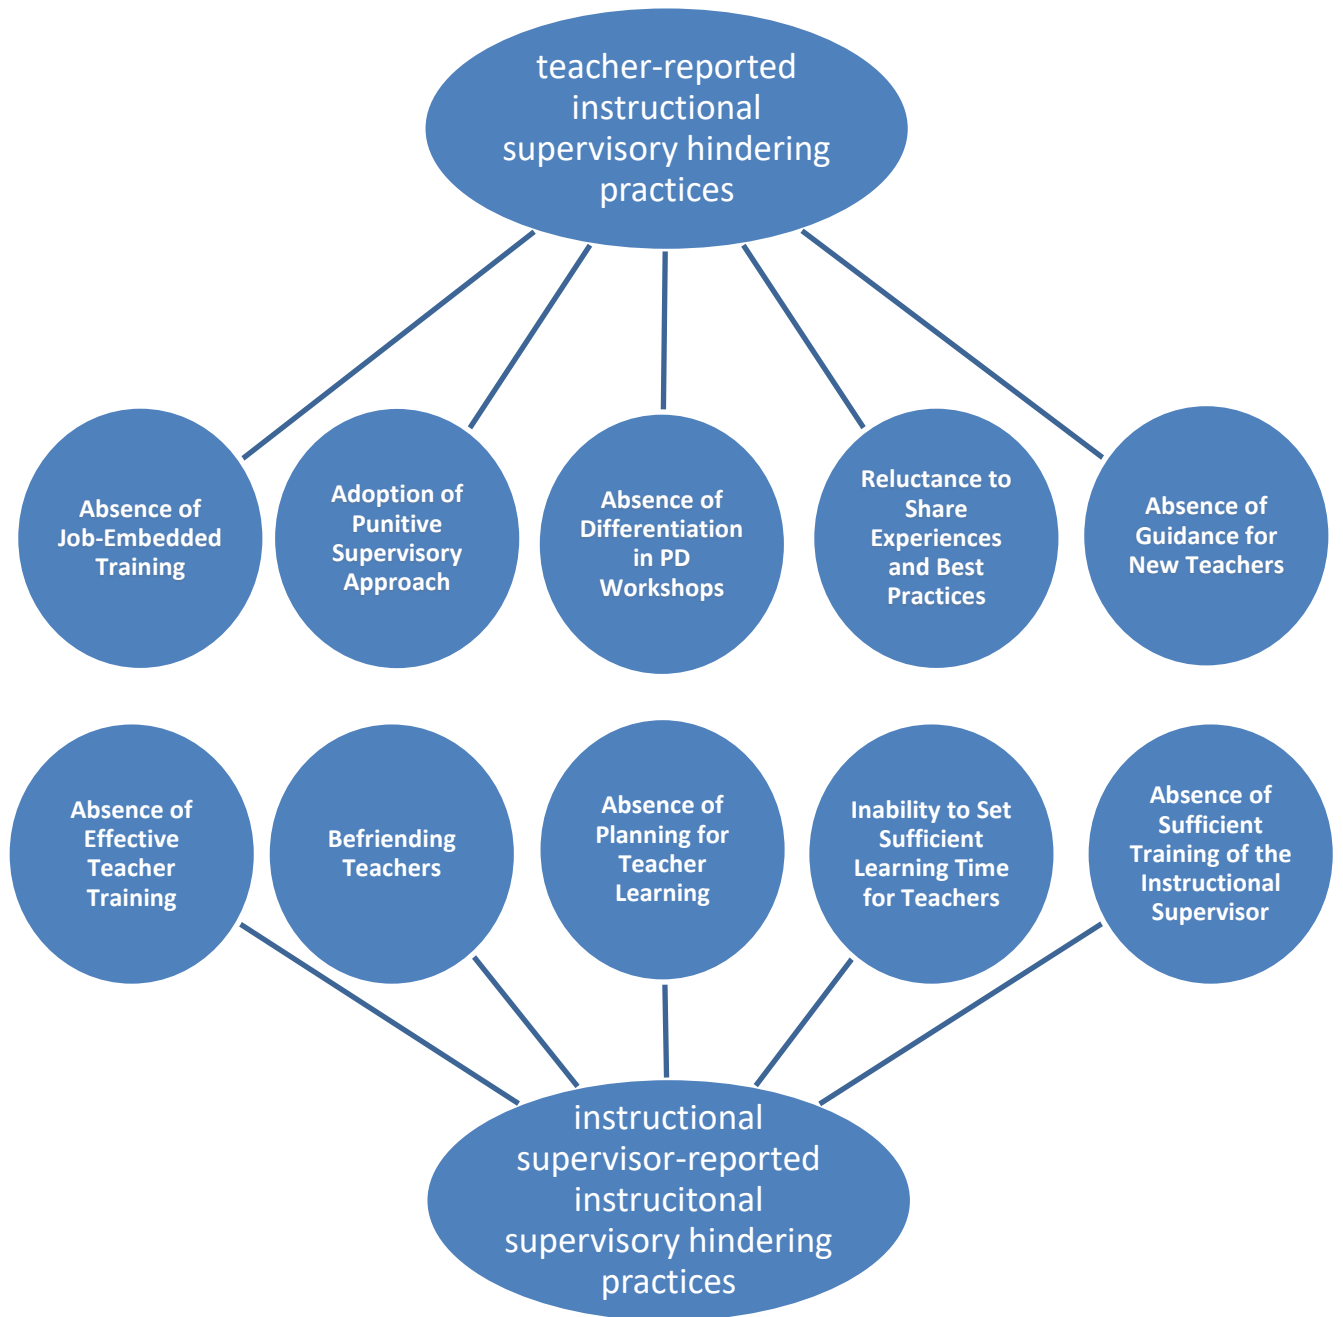 teacher-reported
instructional
supervisory hindering
practices
Absence of
Job-Embedded
Training
Adoption of
Punitive
Supervisory
Approach
Absence of
Differentiation
in PD
Workshops
Reluctance to
Share
Experiences
and Best
Practices
Absence of
Guidance for
New Teachers
Absence of
Effective
Teacher
Training
Befriending
Teachers
Absence of
Planning for
Teacher
Learning
Inability to Set
Sufficient
Learning Time
for Teachers
Absence of
Sufficient
Training of the
Instructional
Supervisor
instructional
supervisor-reported
instrucitonal
supervisory hindering
practices